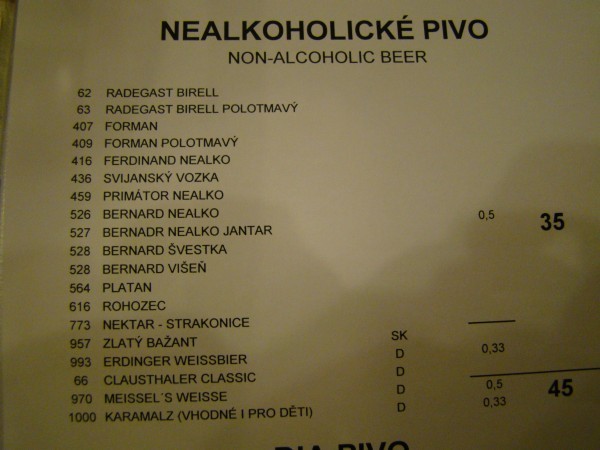 NEALKOHOLICKÉ PIVO
NON-ALCOHOLIC BEER
62 RADEGAST BIRELL
63 RADEGAST BIRELL POLOTMAVÝ
407 FORMAN
409 FORMAN POLOTMAVÝ
416 FERDINAND NEALKO
436 SVIJANSKÝ VOZKA
459 PRIMÁTOR NEALKO
526 BERNARD NEALKO 0,5 35
527 BERNADR NEALKO JANTAR
528 BERNARD ŠVESTKA
528 BERNARD VIŠEŇ
564 PLATAN
616 ROHOZEC
773 NEKTAR - STRAKONICE
957 ZLATÝ BAŽANT SK
993 ERDINGER WEISSBIER D 0,33
66 CLAUSTHALER CLASSIC D
970 MEISSEL´S WEISSE D 0,5 45
1000 KARAMALZ (VHODNÉ I PRO DĚTI) D 0,33
DIA PIVO